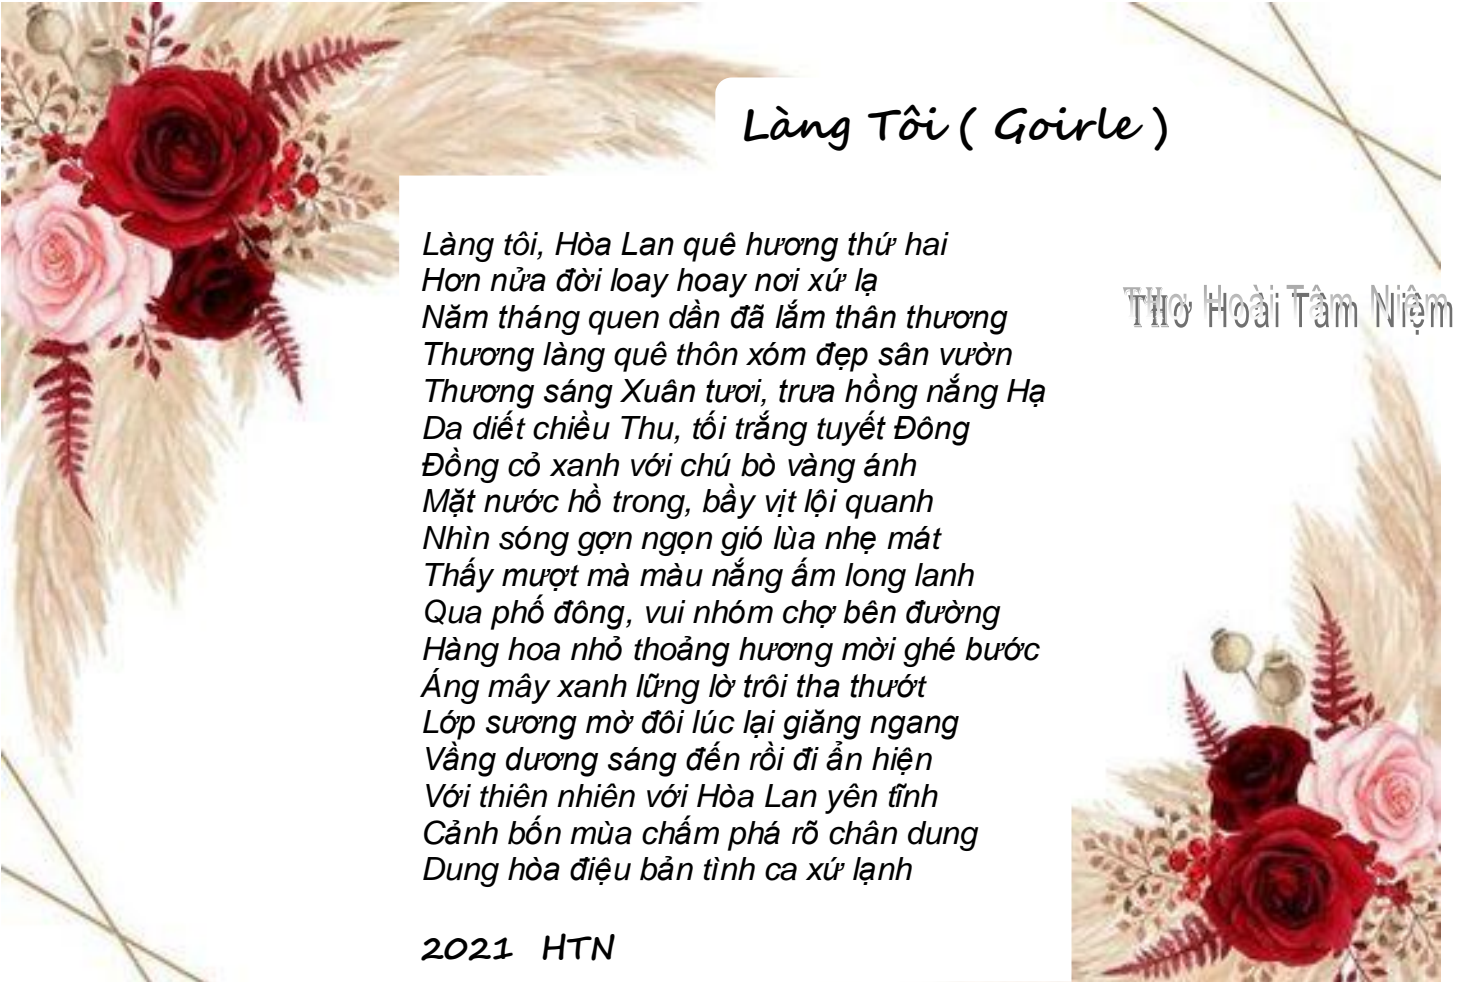 Làng Tôi ( Goirle )
Thơ Hoài Tâm Niệm
Làng tôi, Hòa Lan quê hương thứ hai
Hơn nửa đời loay hoay nơi xứ lạ
Năm tháng quen dần đã lắm thân thương
Thương làng quê thôn xóm đẹp sân vườn
Thương sáng Xuân tươi, trưa hồng nắng Hạ
Da diết chiều Thu, tối trắng tuyết Đông
Đồng cỏ xanh với chú bò vàng ánh
Mặt nước hồ trong, bầy vịt lội quanh
Nhìn sóng gợn ngọn gió lùa nhẹ mát
Thấy mượt mà màu nắng ấm long lanh
Qua phố đông, vui nhóm chợ bên đường
Hàng hoa nhỏ thoảng hương mời ghé bước
Áng mây xanh lững lờ trôi tha thướt
Lớp sương mờ đôi lúc lại giăng ngang
Vầng dương sáng đến rồi đi ẩn hiện
Với thiên nhiên với Hòa Lan yên tĩnh
Cảnh bốn mùa chấm phá rõ chân dung
Dung hòa điệu bản tình ca xứ lạnh
2021 HTN